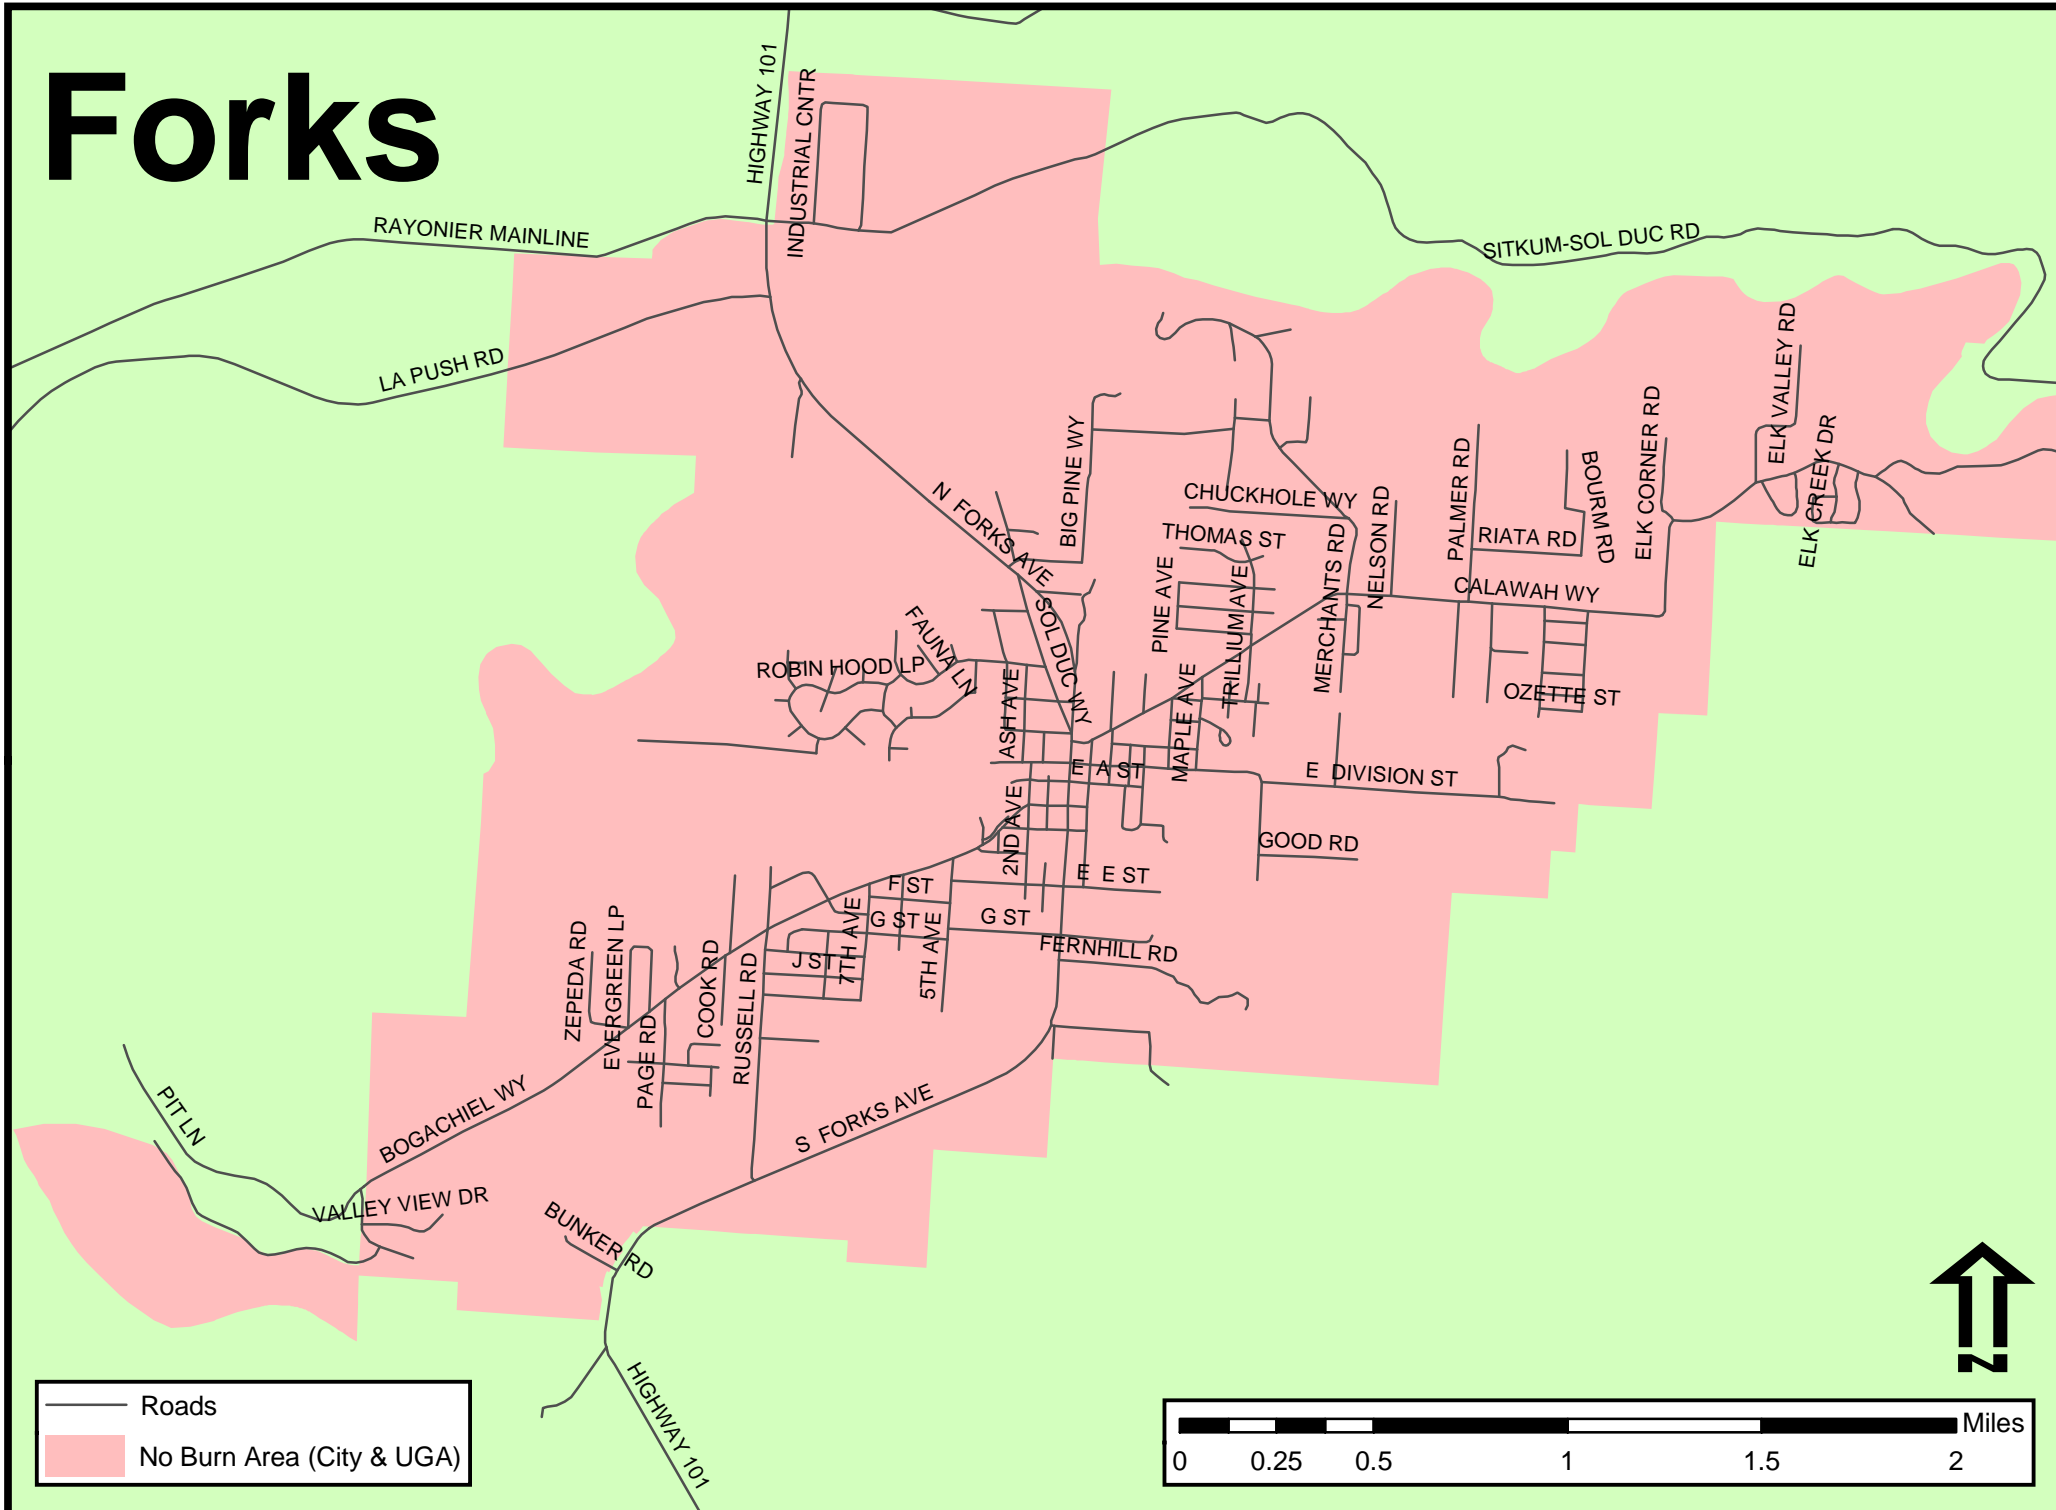 Forks
HIGHWAY 101
INDUSTRIAL CNTR
RAYONIER MAINLINE
SITKUM-SOL DUC RD
LA PUSH RD
ELK VALLEY RD
ELK CORNER RD
ELK CREEK DR
BIG PINE WY
PALMER RD
BOURM RD
N FORKS AVE
CHUCKHOLE WY
NELSON RD
THOMAS ST
MERCHANTS RD
RIATA RD
PINE AVE
TRILLIUM AVE
CALAWAH WY
SOL DUC WY
FAUNA LN
ROBIN HOOD LP
ASH AVE
MAPLE AVE
OZETTE ST
E A ST
E DIVISION ST
2ND AVE
GOOD RD
E E ST
F ST
G ST
G ST
7TH AVE
5TH AVE
FERNHILL RD
J ST
ZEPEDA RD
EVERGREEN LP
COOK RD
RUSSELL RD
PAGE RD
PIT LN
BOGACHIEL WY
S FORKS AVE
VALLEY VIEW DR
BUNKER RD
HIGHWAY 101
N
Roads
No Burn Area (City & UGA)
Miles
0 0.25 0.5 1 1.5 2